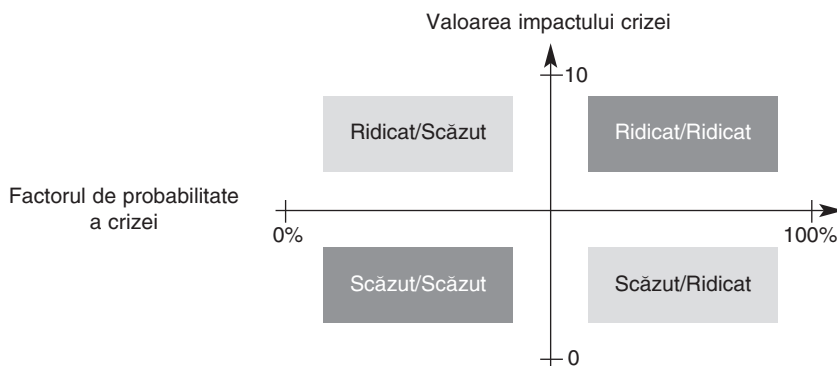 Valoarea impactului crizei
10
Ridicat/Scăzut
Ridicat/Ridicat
Factorul de probabilitate
a crizei
0%
100%
Scăzut/Scăzut
Scăzut/Ridicat
0